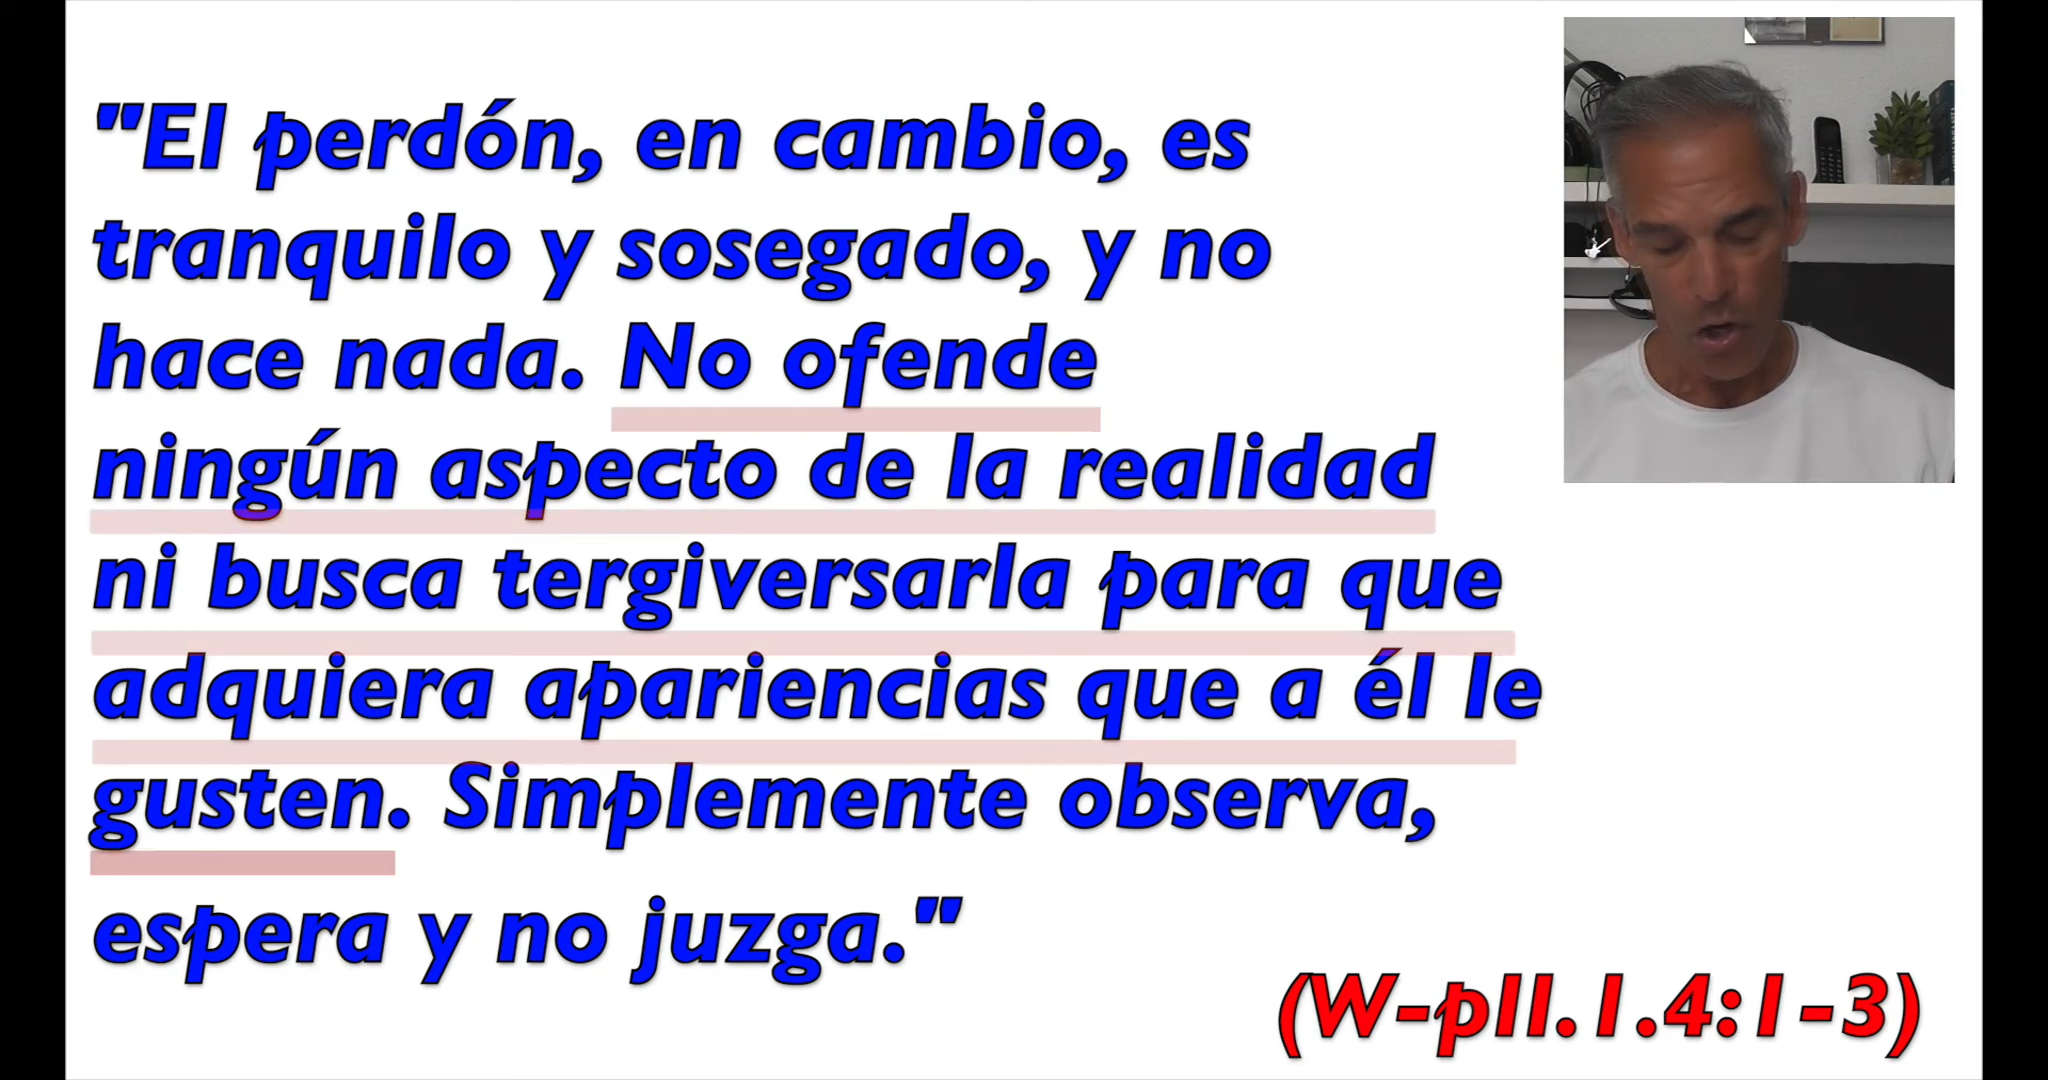 "El perdón, en cambio, es
tranquilo y sosegado, y no
hace nada. No ofende
ningún aspecto de la realidad
ni busca tergiversarla para que
adquiera apariencias que a él le
gusten. Simplemente observa,
espera y no juzga."
(W-pII.1.4:1-3)